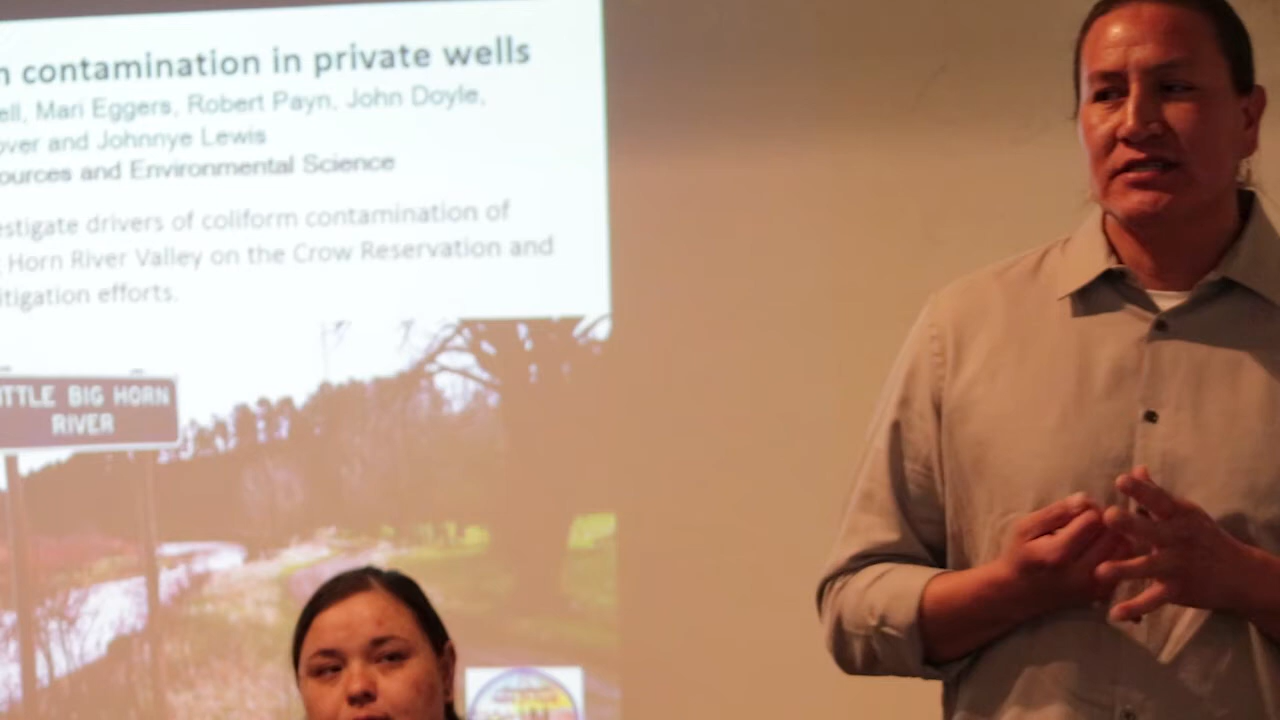 contamination in private wells
ell, Mari Eggers, Robert Payn, John Doyle,
over and Johnnye Lewis
ources and Environmental Science
estigate drivers of coliform contamination of
Horn River Valley on the Crow Reservation and
itigation efforts.
ITTLE BIG HORN
RIVER